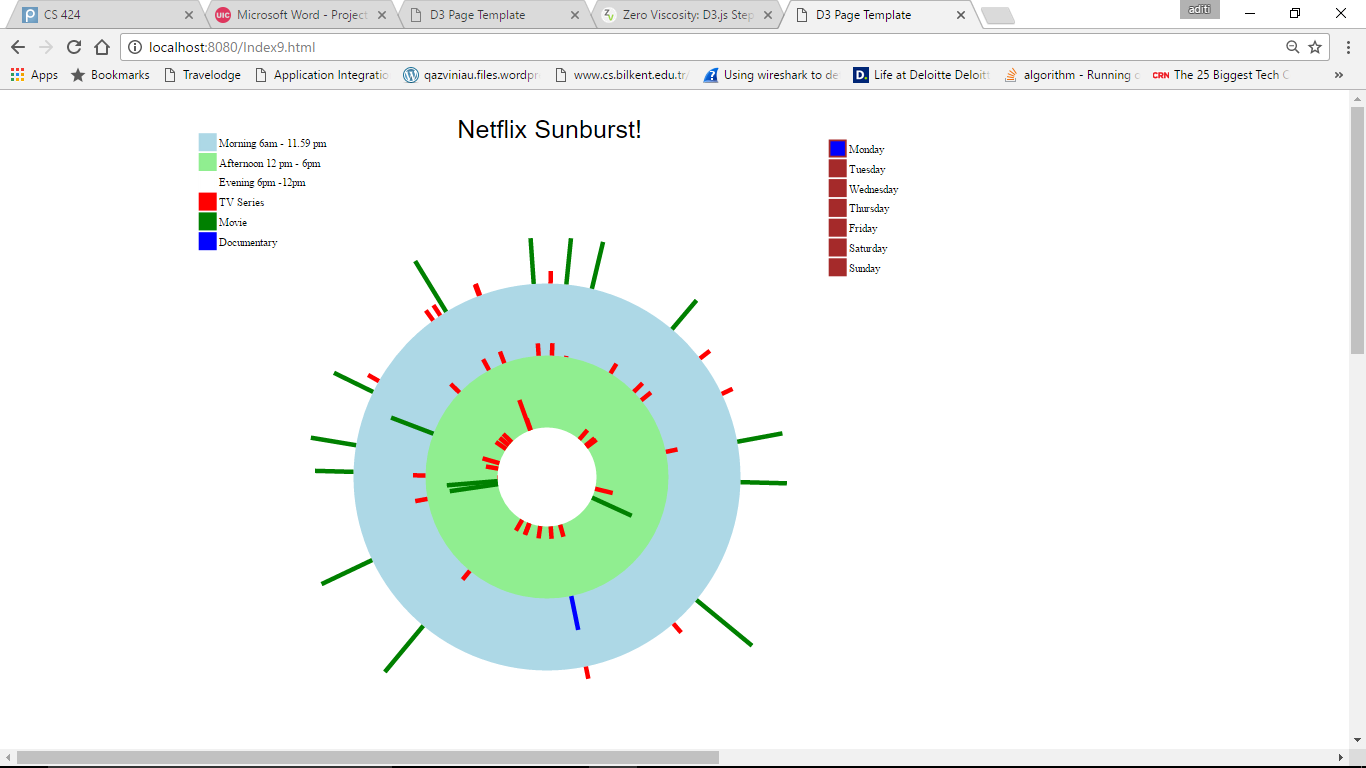 CS 424
Microsoft Word - Project
D3 Page Template
Zero Viscosity: D3.js Step
D3 Page Template
aditi
localhost:8080/Index9.html
Apps
Bookmarks
Travelodge
Application Integratio
qazviniau.files.wordpr
www.cs.bilkent.edu.tr/
Using wireshark to de
Life at Deloitte Deloit
algorithm - Running c
CRN The 25 Biggest Tech C
Netflix Sunburst!
Morning 6am - 11.59 pm
Afternoon 12 pm - 6pm
Evening 6pm -12pm
TV Series
Movie
Documentary
Monday
Tuesday
Wednesday
Thursday
Friday
Saturday
Sunday